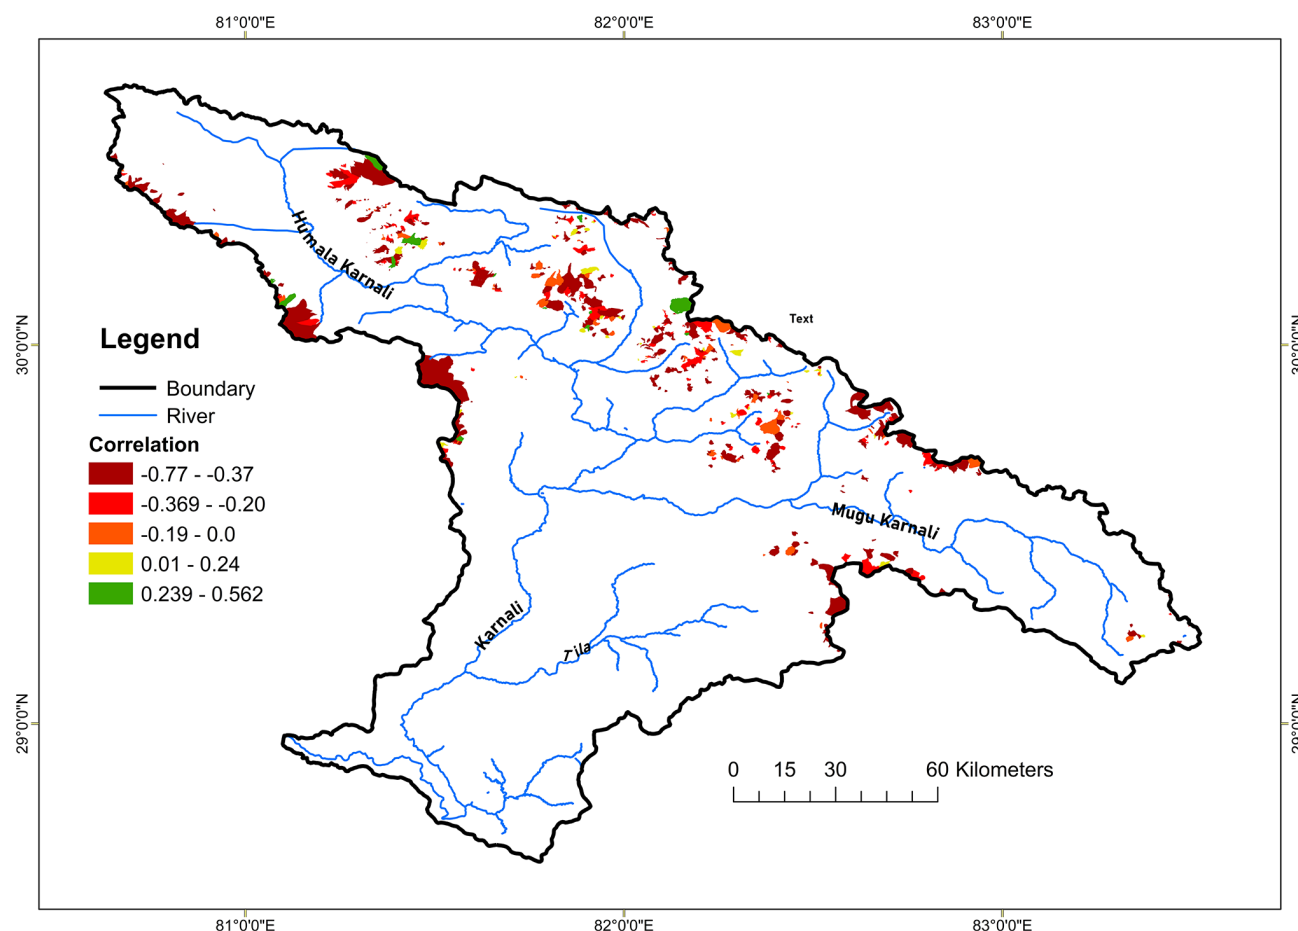 81°0'0"E 82°0'0"E 83°0'0"E
Humala Karnali
Text
30°0'0"N
30°0'0"N
Legend
Boundary
River
Correlation
-0.77 - -0.37
-0.369 - -0.20
-0.19 - 0.0
0.01 - 0.24
0.239 - 0.562
Mugu Karnali
Karnali
Tila
29°0'0"N
0 15 30 60 Kilometers
81°0'0"E 82°0'0"E 83°0'0"E